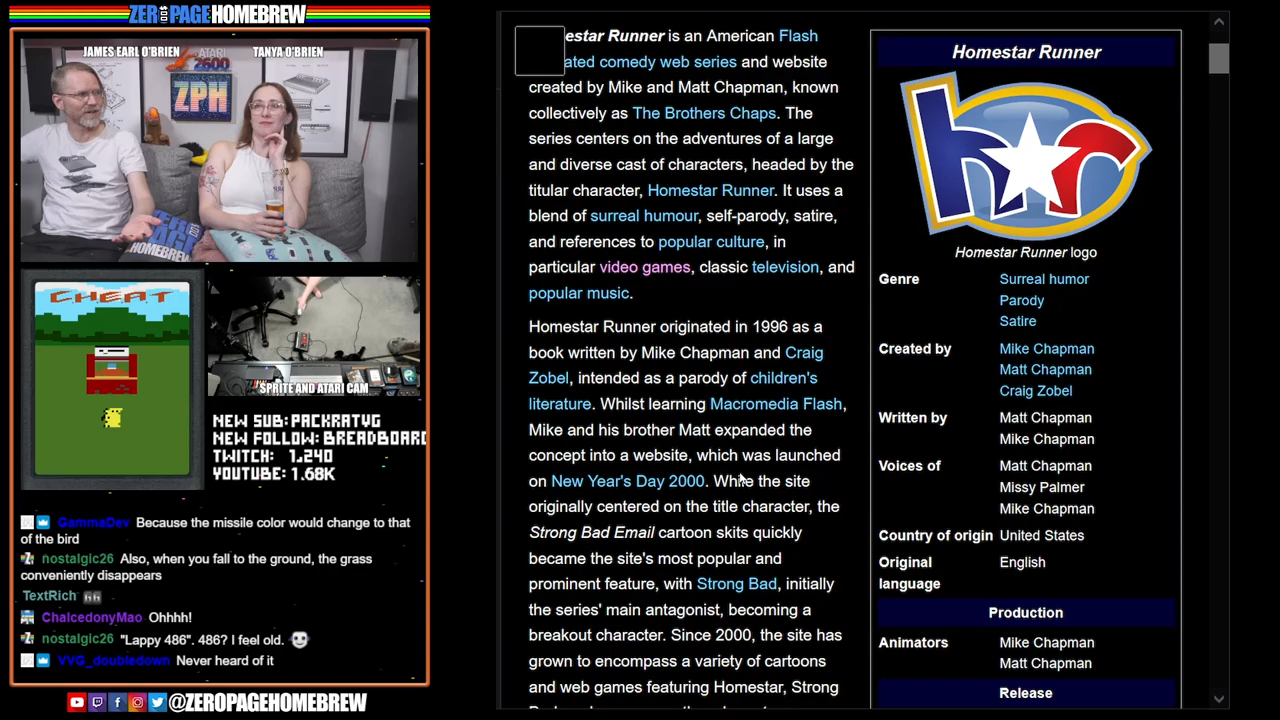 ZERO PAGE HOMEBREW
JAMES EARL O'BRIEN
TANYA O'BRIEN
ATARI
2600
ZPH
ZERO
PAGE
HOMEBREW
CHEAT
SPRITE AND ATARI CAM
NEW SUB: PACKRATVG
NEW FOLLOW: BREADBOARD
TWITCH: 1,240
YOUTUBE: 1.68K
GammaDev Because the missile color would change to that
of the bird
nostalgic26 Also, when you fall to the ground, the grass
conveniently disappears
TextRich GG
ChalcedonyMao Ohhhh!
nostalgic26 "Lappy 486". 486? I feel old.
VVG_doubledown Never heard of it
@ZEROPAGEHOMEBREW
estar Runner is an American Flash
ated comedy web series and website
created by Mike and Matt Chapman, known
collectively as The Brothers Chaps. The
series centers on the adventures of a large
and diverse cast of characters, headed by the
titular character, Homestar Runner. It uses a
blend of surreal humour, self-parody, satire,
and references to popular culture, in
particular video games, classic television, and
popular music.
Homestar Runner originated in 1996 as a
book written by Mike Chapman and Craig
Zobel, intended as a parody of children's
literature. Whilst learning Macromedia Flash,
Mike and his brother Matt expanded the
concept into a website, which was launched
on New Year's Day 2000. While the site
originally centered on the title character, the
Strong Bad Email cartoon skits quickly
became the site's most popular and
prominent feature, with Strong Bad, initially
the series' main antagonist, becoming a
breakout character. Since 2000, the site has
grown to encompass a variety of cartoons
and web games featuring Homestar, Strong
Homestar Runner
hr
Homestar Runner logo
Genre Surreal humor
Parody
Satire
Created by Mike Chapman
Matt Chapman
Craig Zobel
Written by Matt Chapman
Mike Chapman
Voices of Matt Chapman
Missy Palmer
Mike Chapman
Country of origin United States
Original English
language
Production
Animators Mike Chapman
Matt Chapman
Release